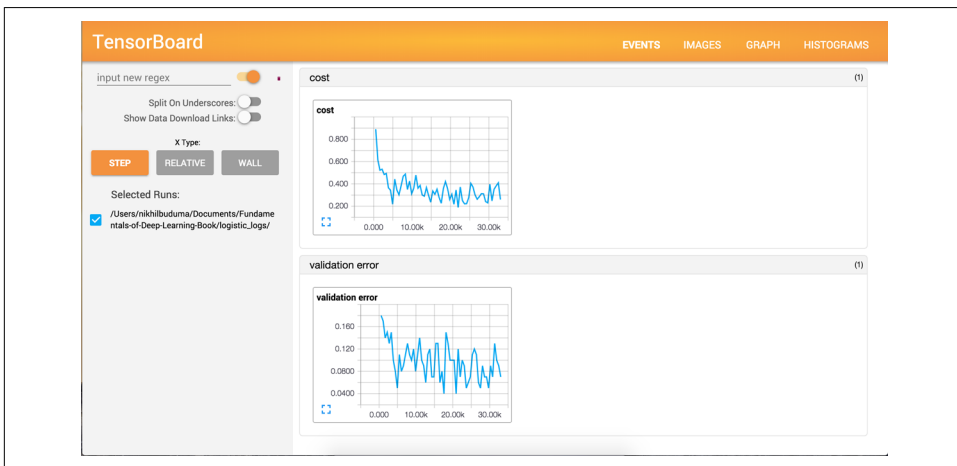 TensorBoard
EVENTS IMAGES GRAPH HISTOGRAMS
input new regex
Split On Underscores:
Show Data Download Links:
X Type:
STEP RELATIVE WALL
Selected Runs:
/Users/nikhilbuduma/Documents/Fundame
ntals-of-Deep-Learning-Book/logistic_logs/
cost (1)
cost
0.800
0.600
0.400
0.200
0.000 10.00k 20.00k 30.00k
validation error (1)
validation error
0.160
0.120
0.0800
0.0400
0.000 10.00k 20.00k 30.00k